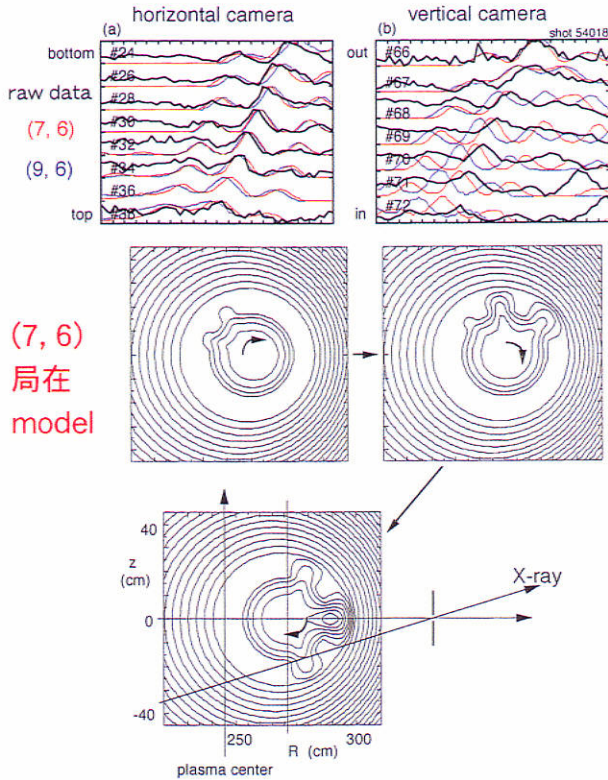 horizontal camera
vertical camera
(a)
(b)
shot 54018
bottom
#24
#26
#28
#30
#32
#34
#36
#38
top
raw data
(7, 6)
(9, 6)
out
#66
#67
#68
#69
#70
#71
#72
in
(7, 6)
局在
model
40
z
(cm)
0
-40
250
R (cm)
300
plasma center
X-ray